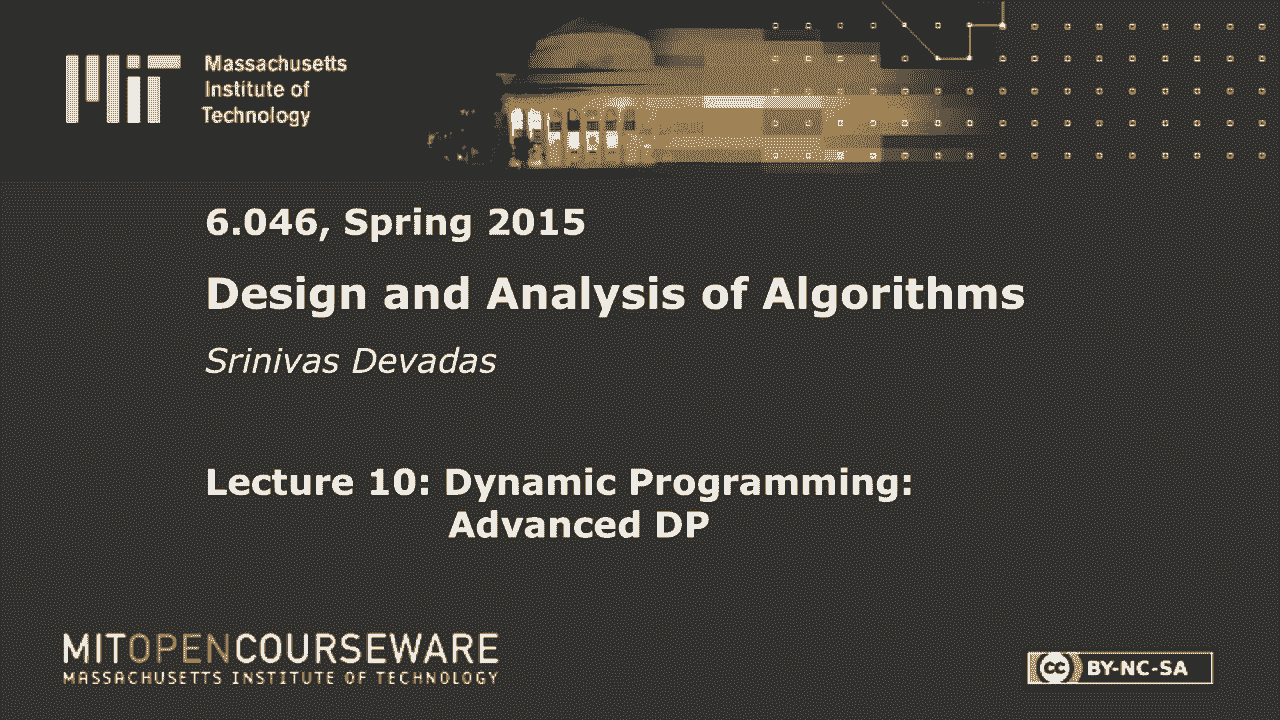 MIT
Massachusetts
Institute of
Technology
6.046, Spring 2015
Design and Analysis of Algorithms
Srinivas Devadas
Lecture 10: Dynamic Programming:
Advanced DP
MITOPENCOURSEWARE
MASSACHUSETTS INSTITUTE OF TECHNOLOGY
cc BY-NC-SA